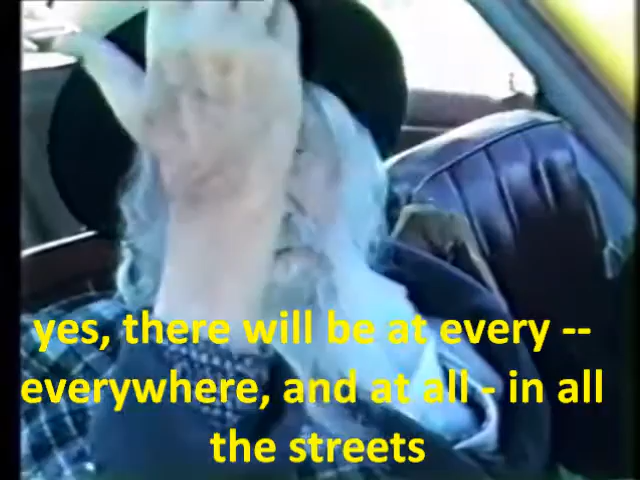 yes, there will be at every --
everywhere, and at all - in all
the streets